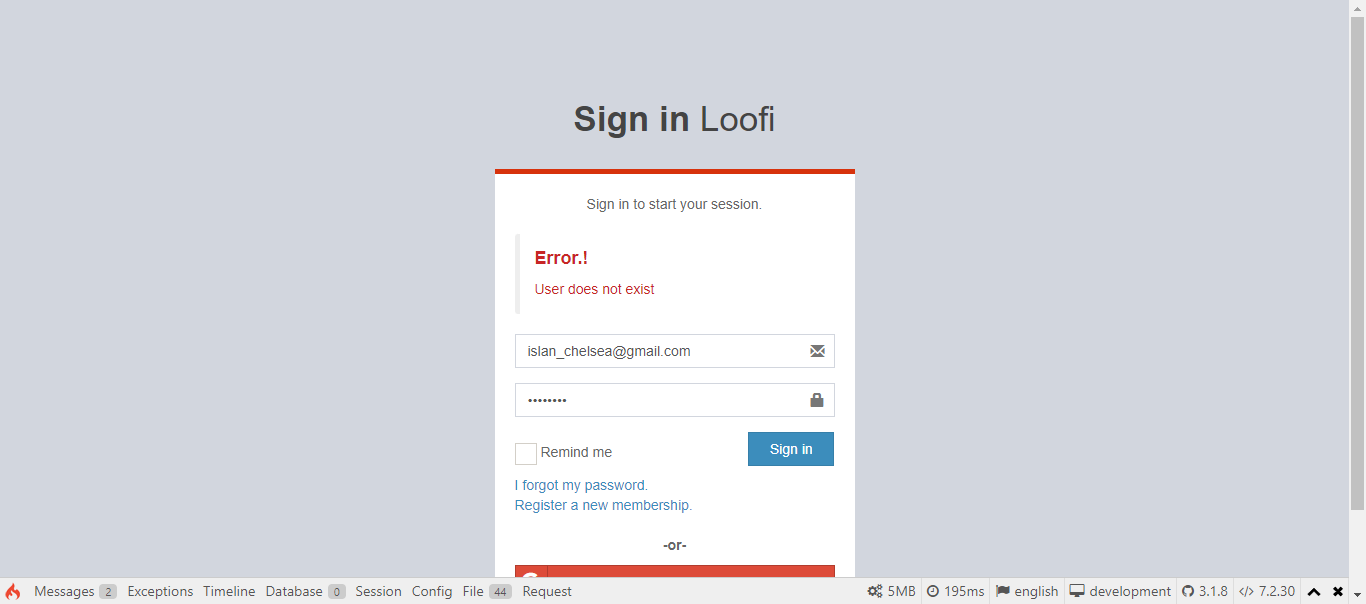 Sign in Loofi
Sign in to start your session.
Error.!
User does not exist
islan_chelsea@gmail.com
••••••••
Remind me
Sign in
I forgot my password.
Register a new membership.
-or-
Messages 2 Exceptions Timeline Database 0 Session Config File 44 Request 5MB 195ms english development 3.1.8 7.2.30